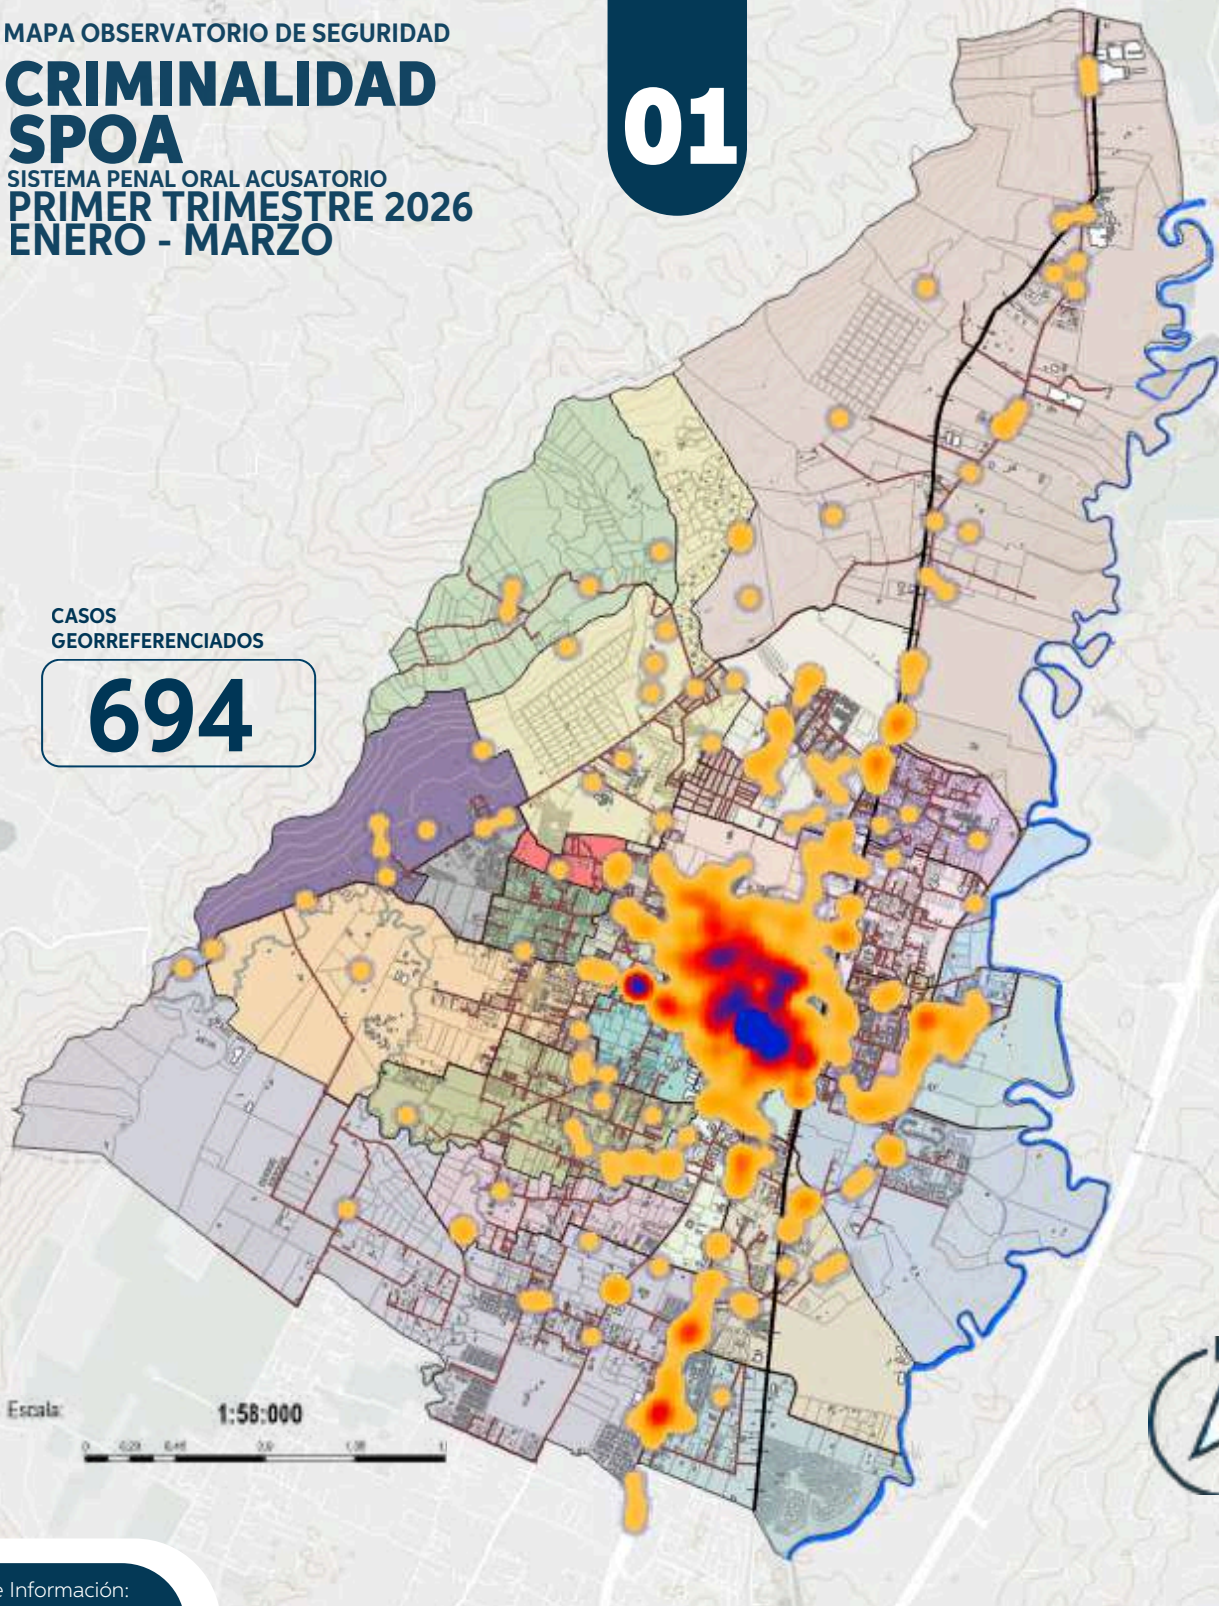 MAPA OBSERVATORIO DE SEGURIDAD
CRIMINALIDAD
SPOA
SISTEMA PENAL ORAL ACUSATORIO
PRIMER TRIMESTRE 2026
ENERO - MARZO
01
CASOS
GEORREFERENCIADOS
694
Escala:
1:58:000
0
e Información: